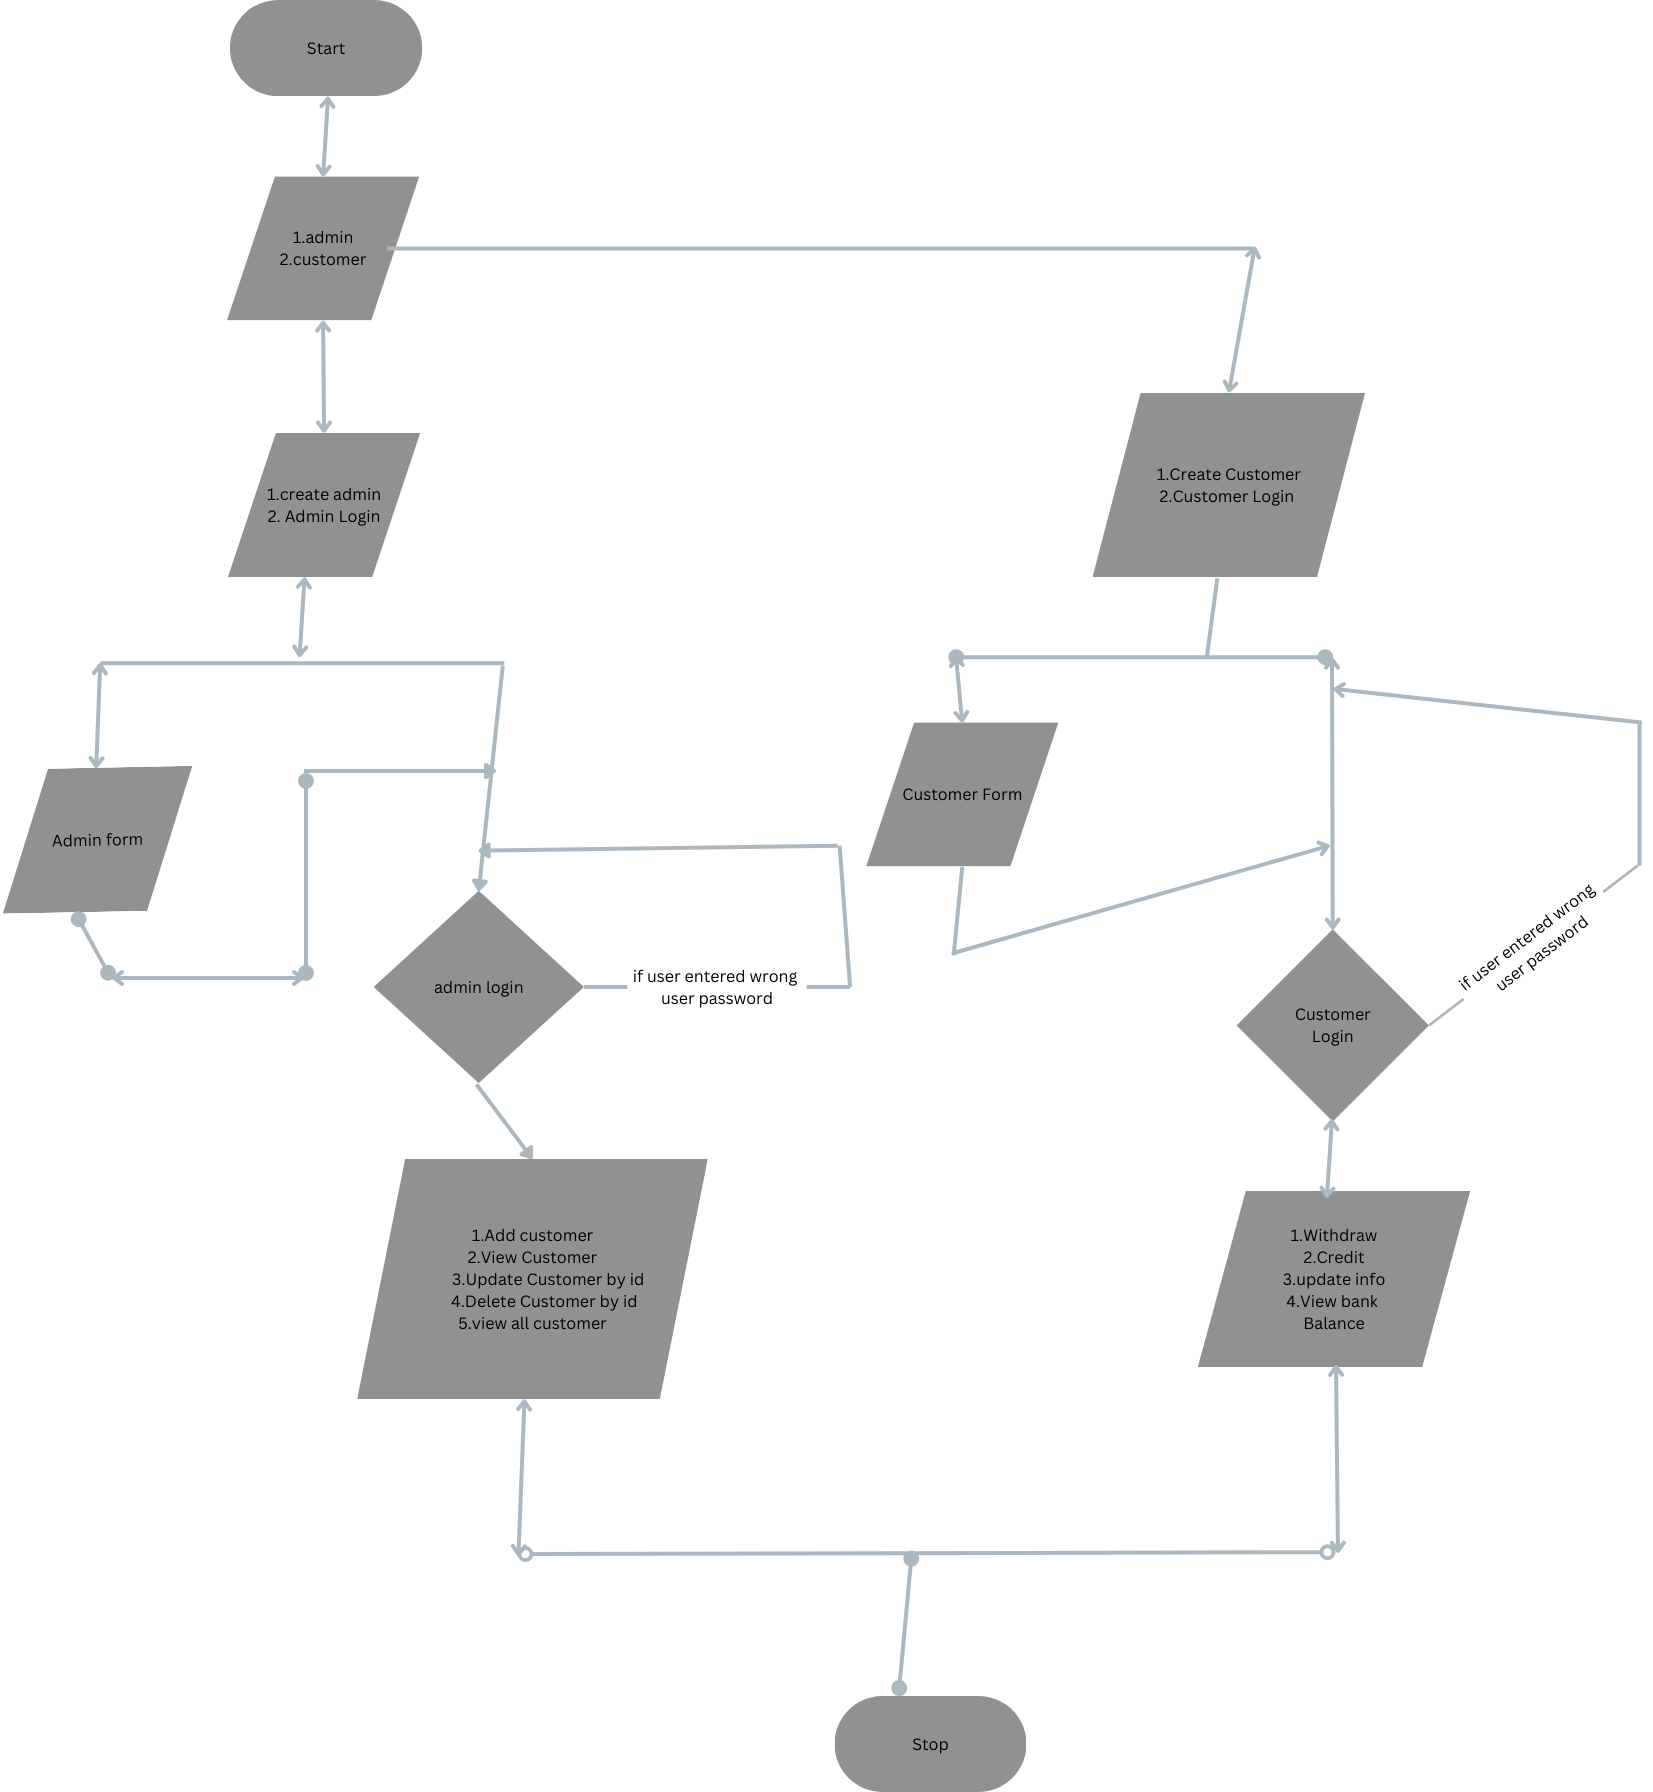 Start
1.admin
2.customer
1.create admin
2. Admin Login
1.Create Customer
2.Customer Login
Admin form
Customer Form
admin login
if user entered wrong
user password
Customer
Login
if user entered wrong
user password
1.Add customer
2.View Customer
3.Update Customer by id
4.Delete Customer by id
5.view all customer
1.Withdraw
2.Credit
3.update info
4.View bank
Balance
Stop